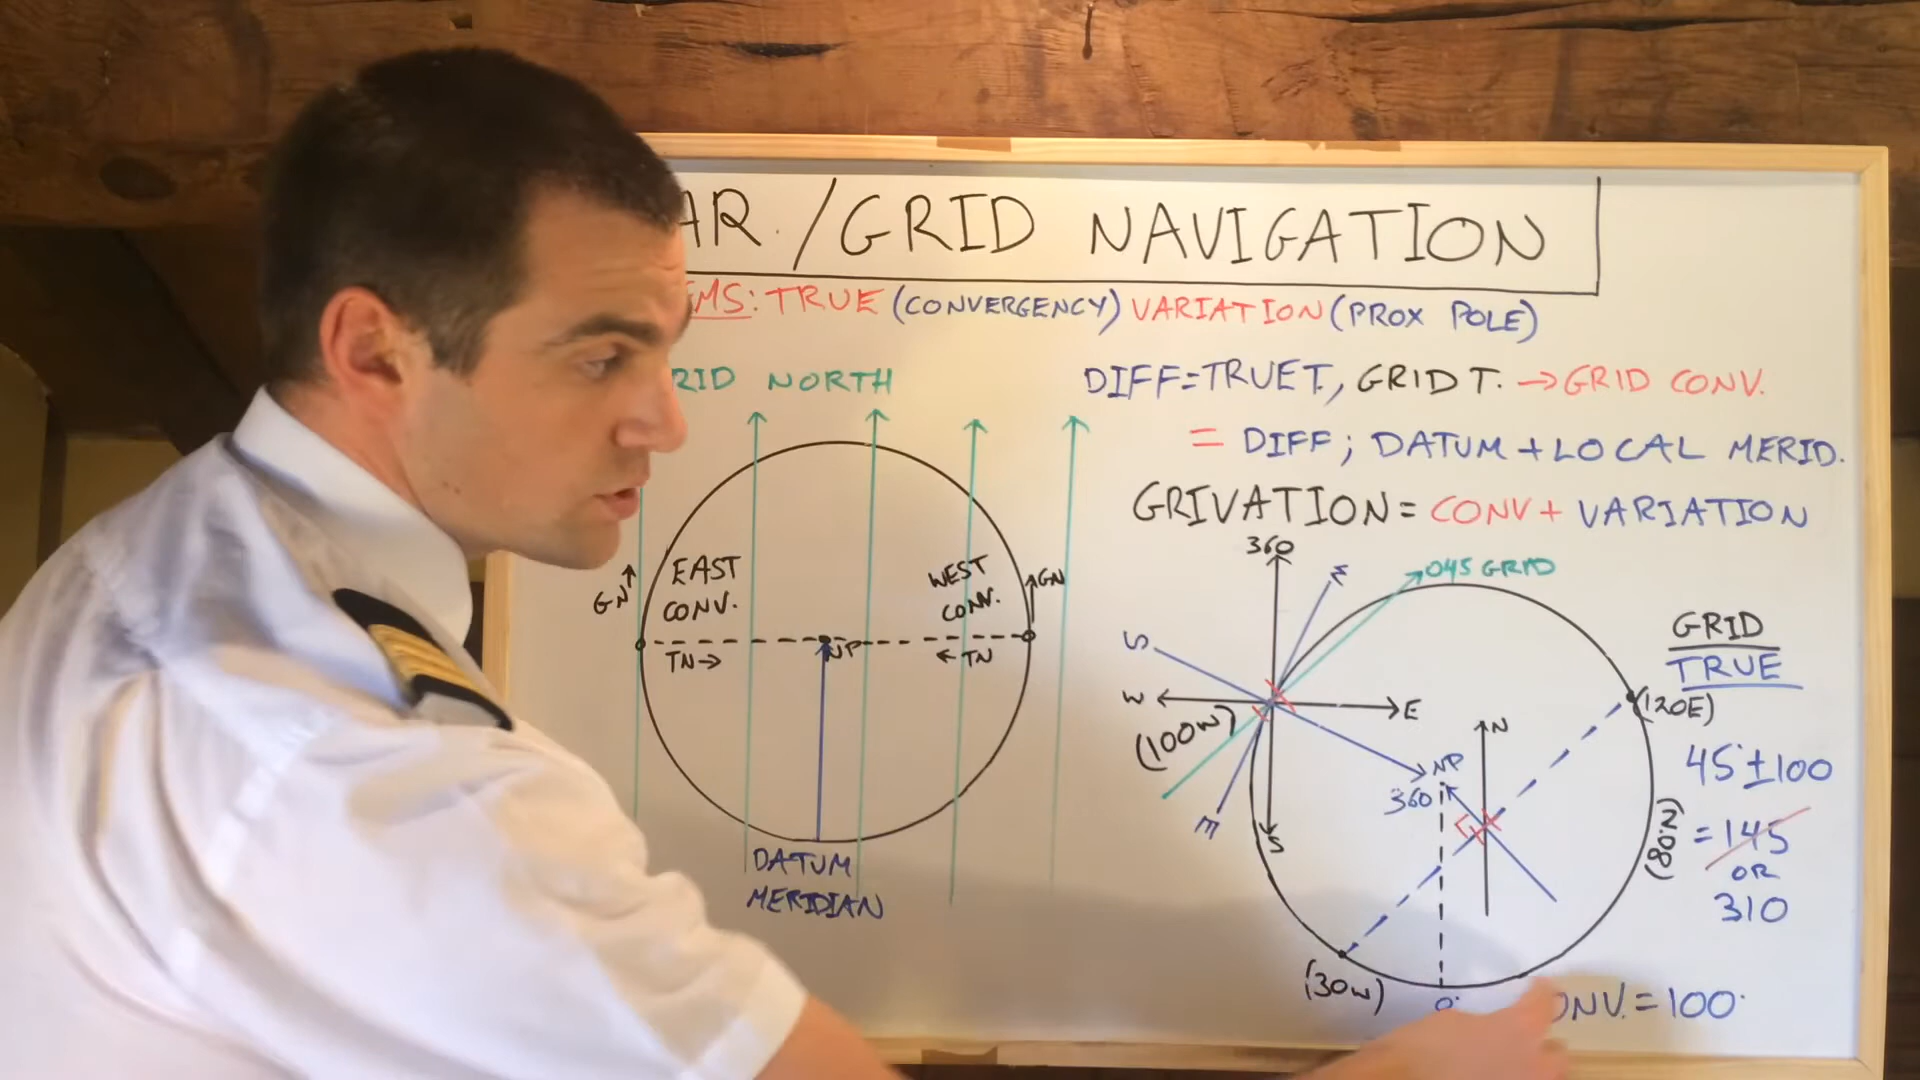 AR. / GRID NAVIGATION
EMS: TRUE (CONVERGENCY) VARIATION (PROX POLE)
RID NORTH
DIFF=TRUE T., GRID T. → GRID CONV.
= DIFF; DATUM + LOCAL MERID.
GRIVATION = CONV + VARIATION
EAST
CONV.
WEST
CONV.
GN
GN
TN→
NP
←TN
DATUM
MERIDIAN
360
N
045 GRID
S
W
E
(100W)
E
S
NP
360
N
(120E)
(80N)
(30W)
0°
ONV. = 100°
GRID
TRUE
45°±100
= 145
OR
310